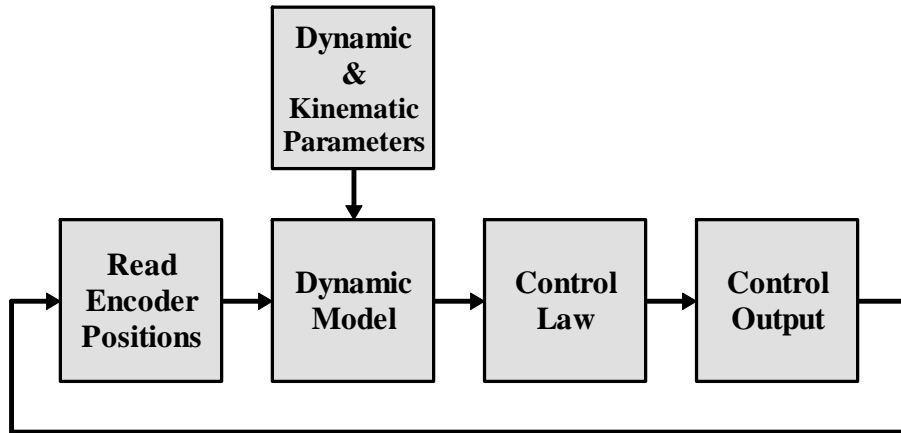 Dynamic
&
Kinematic
Parameters
Read
Encoder
Positions
Dynamic
Model
Control
Law
Control
Output